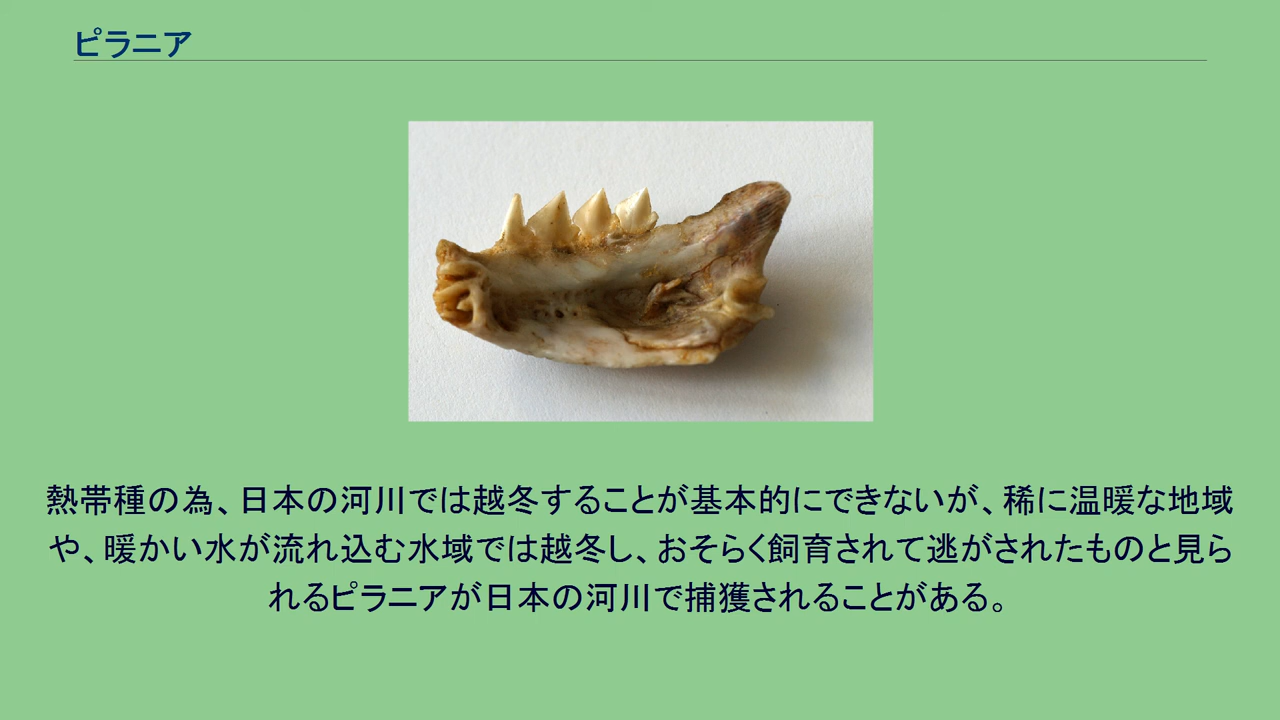 ピラニア
熱帯種の為、日本の河川では越冬することが基本的にできないが、稀に温暖な地域
や、暖かい水が流れ込む水域では越冬し、おそらく飼育されて逃がされたものと見ら
れるピラニアが日本の河川で捕獲されることがある。